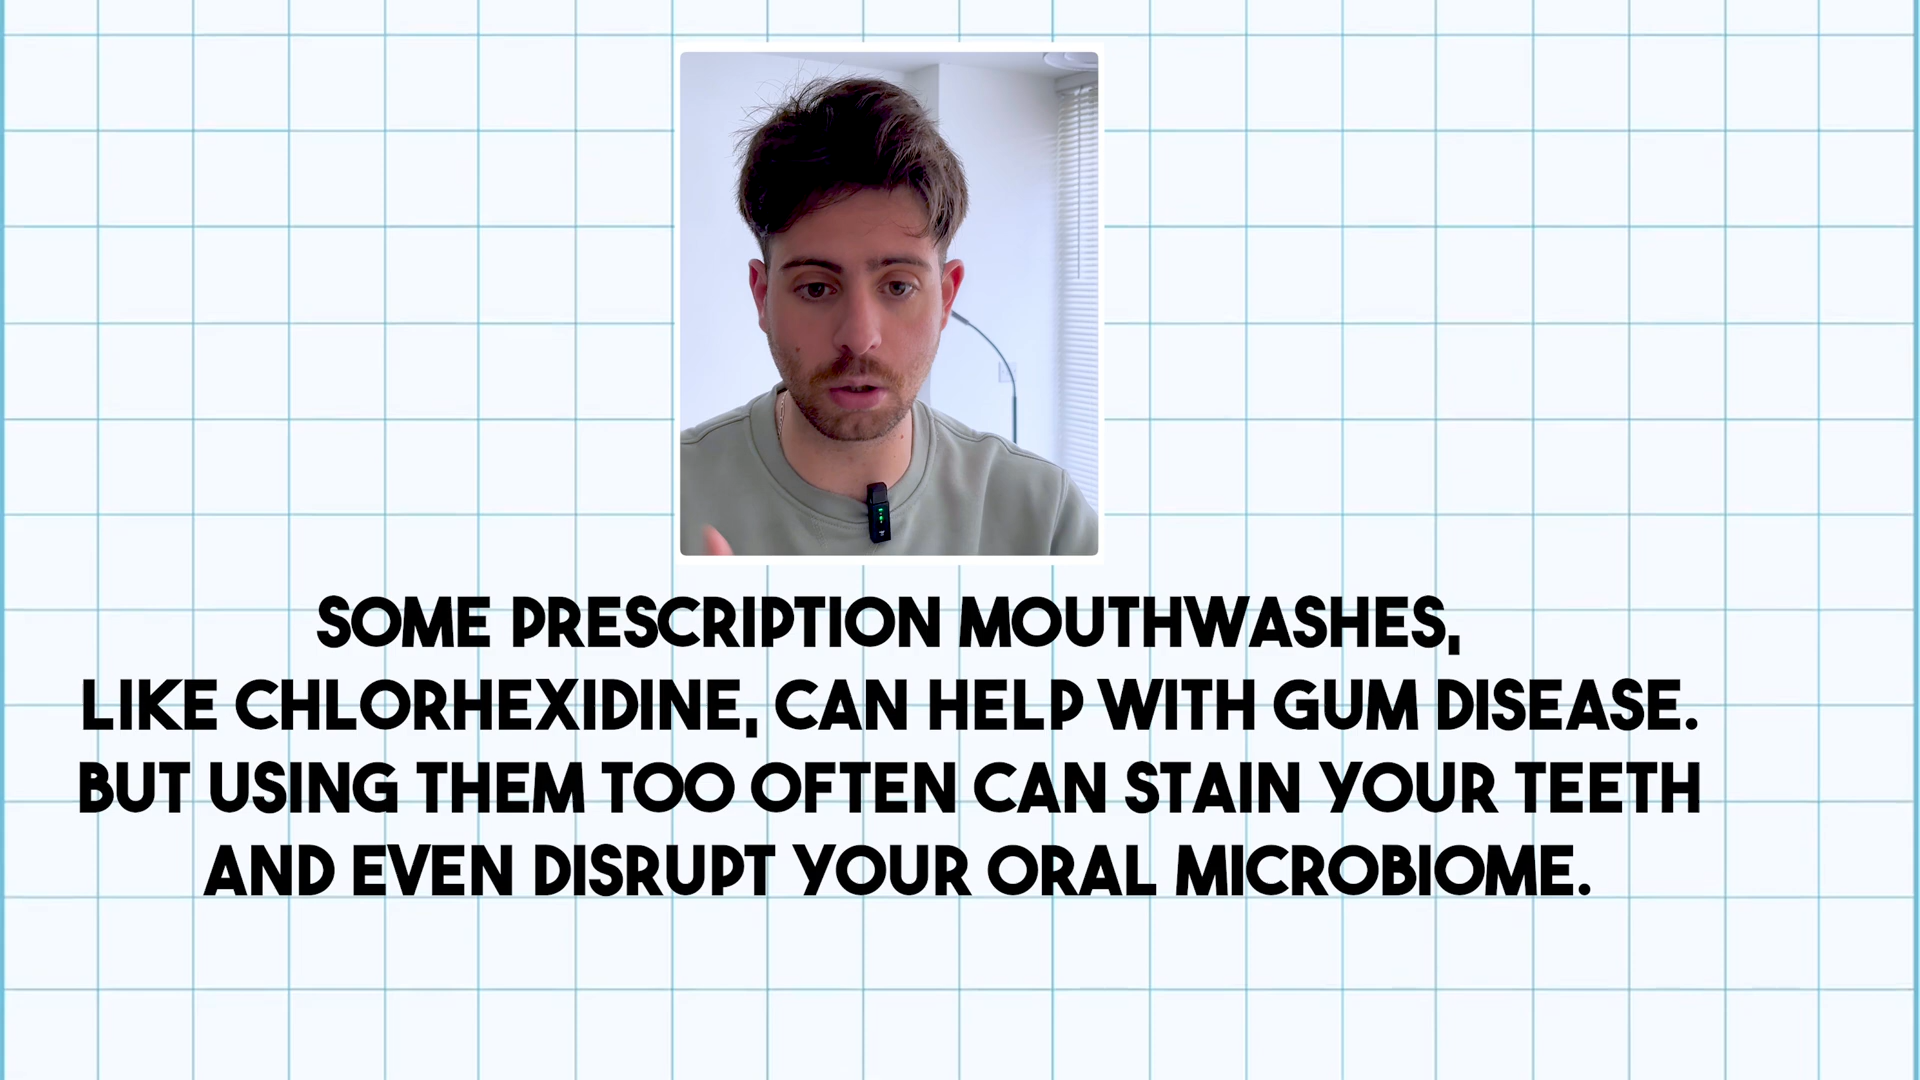 SOME PRESCRIPTION MOUTHWASHES,
LIKE CHLORHEXIDINE, CAN HELP WITH GUM DISEASE.
BUT USING THEM TOO OFTEN CAN STAIN YOUR TEETH
AND EVEN DISRUPT YOUR ORAL MICROBIOME.